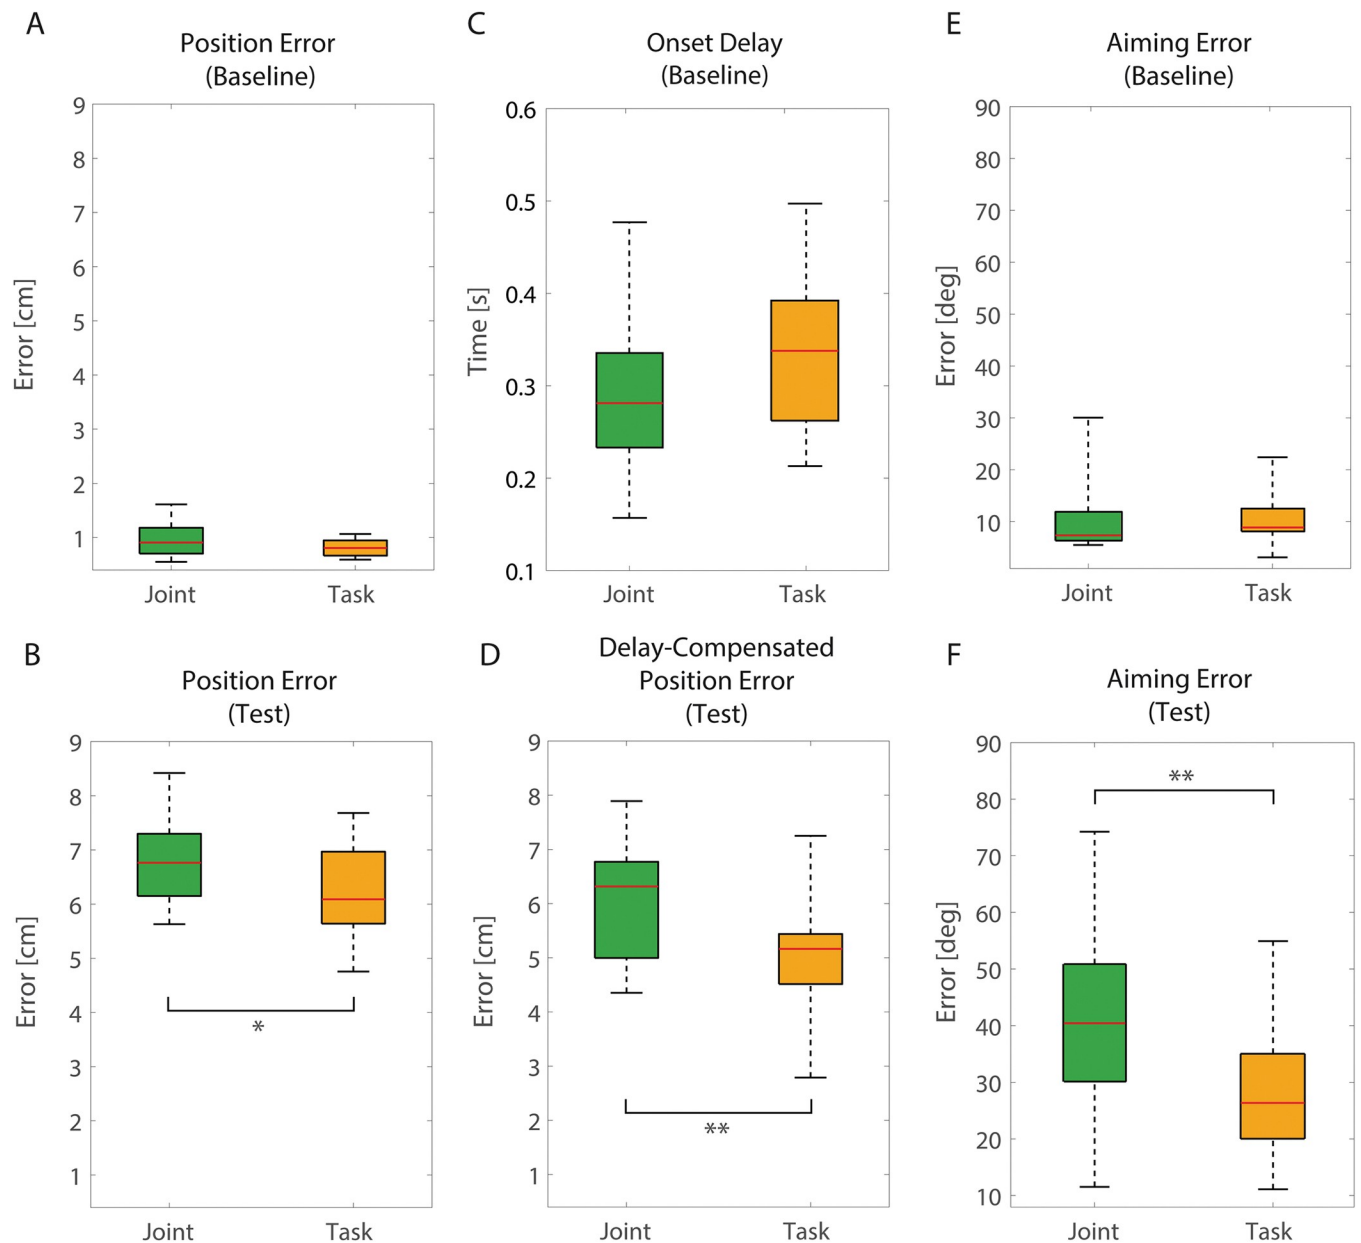 A
Position Error
(Baseline)
Error [cm]
9
8
7
6
5
4
3
2
1
Joint
Task
C
Onset Delay
(Baseline)
Time [s]
0.6
0.5
0.4
0.3
0.2
0.1
Joint
Task
E
Aiming Error
(Baseline)
Error [deg]
90
80
70
60
50
40
30
20
10
Joint
Task
B
Position Error
(Test)
Error [cm]
9
8
7
6
5
4
3
2
1
*
Joint
Task
D
Delay-Compensated
Position Error
(Test)
Error [cm]
9
8
7
6
5
4
3
2
1
**
Joint
Task
F
Aiming Error
(Test)
Error [deg]
90
80
70
60
50
40
30
20
10
**
Joint
Task